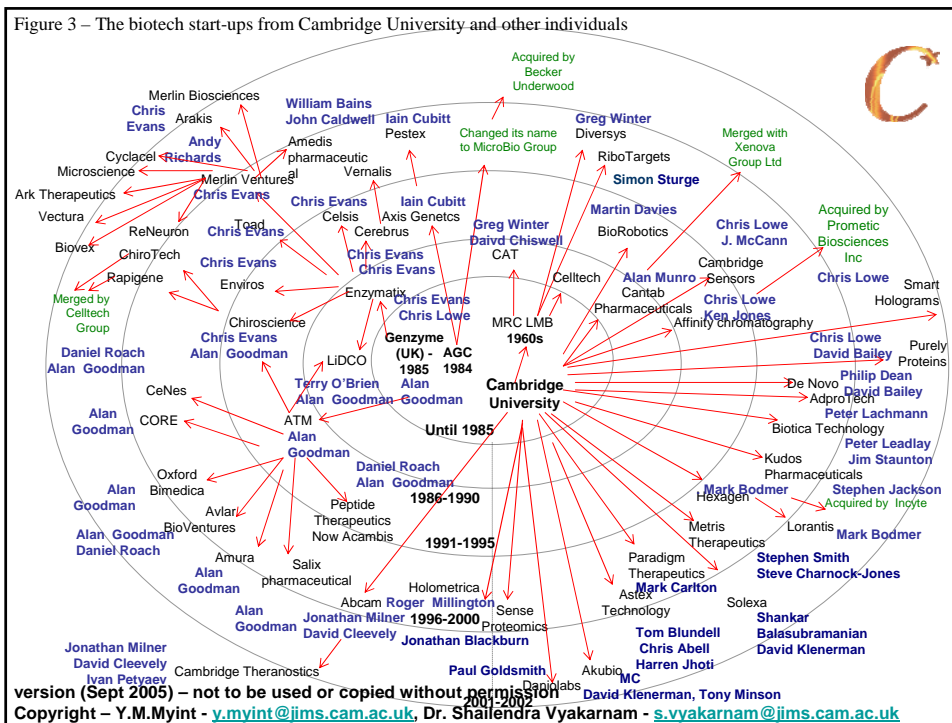 Figure 3 – The biotech start-ups from Cambridge University and other individuals
Acquired by
Becker
Underwood
C
Merlin Biosciences
Chris
Evans
Arakis
William Bains
John Caldwell
Iain Cubitt
Pestex
Changed its name
to MicroBio Group
Greg Winter
Diversys
RiboTargets
Merged with
Xenova
Group Ltd
Andy
Richards
Cyclacel
Microscience
Amedis
pharmaceutic
al
Vernalis
Merlin Ventures
Chris Evans
Simon Sturge
Ark Therapeutics
Vectura
ReNeuron
Toad
Chris Evans
Chris Evans
Celsis
Iain Cubitt
Axis Genetcs
Cerebrus
Greg Winter
Daivd Chiswell
CAT
Martin Davies
BioRobotics
Chris Lowe
J. McCann
Acquired by
Prometic
Biosciences
Inc
Biovex
ChiroTech
Rapigene
Chris Evans
Enviros
Chris Evans
Chris Evans
Enzymatix
Celltech
Alan Munro
Cantab
Pharmaceuticals
Cambridge
Sensors
Chris Lowe
Smart
Holograms
Merged by
Celltech
Group
Chiroscience
Chris Evans
Chris Lowe
Chris Lowe
Ken Jones
MRC LMB
1960s
Affinity chromatography
Chris Evans
Alan Goodman
Genzyme
(UK) -
1985
AGC
1984
Chris Lowe
David Bailey
Purely
Proteins
Daniel Roach
Alan Goodman
LiDCO
Terry O’Brien
Alan Goodman
Alan
Goodman
Cambridge
University
Philip Dean
David Bailey
De Novo
AdproTech
CeNes
CORE
ATM
Alan
Goodman
Until 1985
Peter Lachmann
Biotica Technology
Alan
Goodman
Peter Leadlay
Jim Staunton
Kudos
Pharmaceuticals
Oxford
Bimedica
Daniel Roach
Alan Goodman
1986-1990
Mark Bodmer
Hexagen
Stephen Jackson
Acquired by Incyte
Alan
Goodman
Avlar
BioVentures
Peptide
Therapeutics
Now Acambis
Metris
Therapeutics
Lorantis
Mark Bodmer
Alan Goodman
Daniel Roach
Amura
1991-1995
Paradigm
Therapeutics
Mark Carlton
Stephen Smith
Steve Charnock-Jones
Alan
Goodman
Salix
pharmaceutical
Holometrica
Roger Millington
Abcam
Astex
Technology
Solexa
Alan
Goodman
Jonathan Milner
David Cleevely
1996-2000
Sense
Proteomics
Jonathan Blackburn
Tom Blundell
Chris Abell
Harren Jhoti
Shankar
Balasubramanian
David Klenerman
Jonathan Milner
David Cleevely
Ivan Petyaev
Cambridge Theranostics
Paul Goldsmith
Daniolabs
Akubio
MC
David Klenerman, Tony Minson
2001-2002
version (Sept 2005) – not to be used or copied without permission
Copyright – Y.M.Myint - y.myint@jims.cam.ac.uk, Dr. Shailendra Vyakarnam - s.vyakarnam@jims.cam.ac.uk